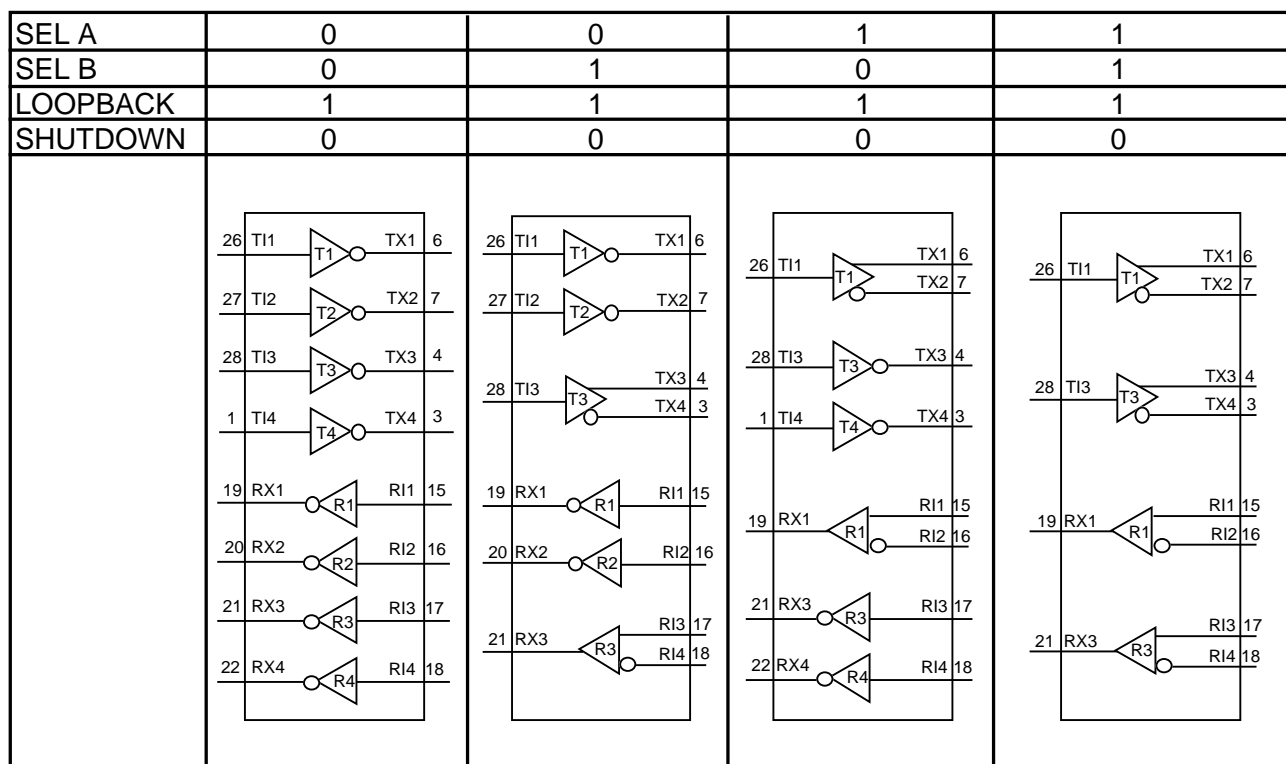 SEL A 0 0 1 1
SEL B 0 1 0 1
LOOPBACK 1 1 1 1
SHUTDOWN 0 0 0 0
26 TI1 T1 TX1 6
27 TI2 T2 TX2 7
28 TI3 T3 TX3 4
1 TI4 T4 TX4 3
19 RX1 R1 RI1 15
20 RX2 R2 RI2 16
21 RX3 R3 RI3 17
22 RX4 R4 RI4 18
26 TI1 T1 TX1 6
27 TI2 T2 TX2 7
28 TI3 T3 TX3 4
TX4 3
19 RX1 R1 RI1 15
20 RX2 R2 RI2 16
RI3 17
21 RX3 R3 RI4 18
TX1 6
26 TI1 T1 TX2 7
28 TI3 T3 TX3 4
1 TI4 T4 TX4 3
RI1 15
19 RX1 R1 RI2 16
21 RX3 R3 RI3 17
22 RX4 R4 RI4 18
TX1 6
26 TI1 T1 TX2 7
TX3 4
28 TI3 T3 TX4 3
RI1 15
19 RX1 R1 RI2 16
RI3 17
21 RX3 R3 RI4 18